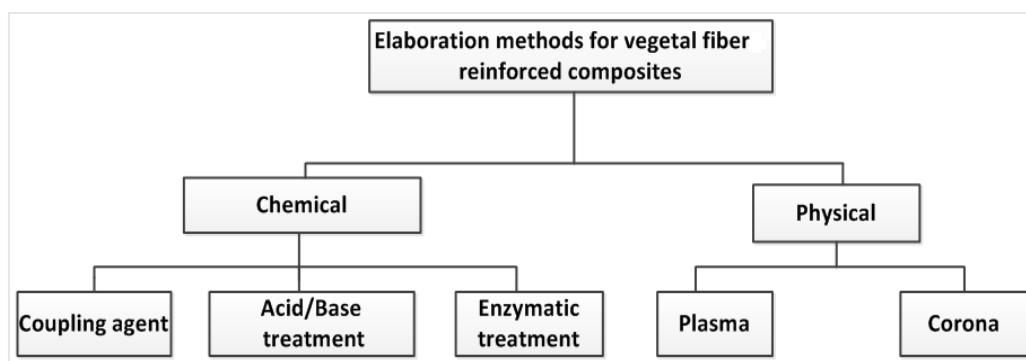 Elaboration methods for vegetal fiber
reinforced composites
Chemical
Physical
Coupling agent
Acid/Base
treatment
Enzymatic
treatment
Plasma
Corona